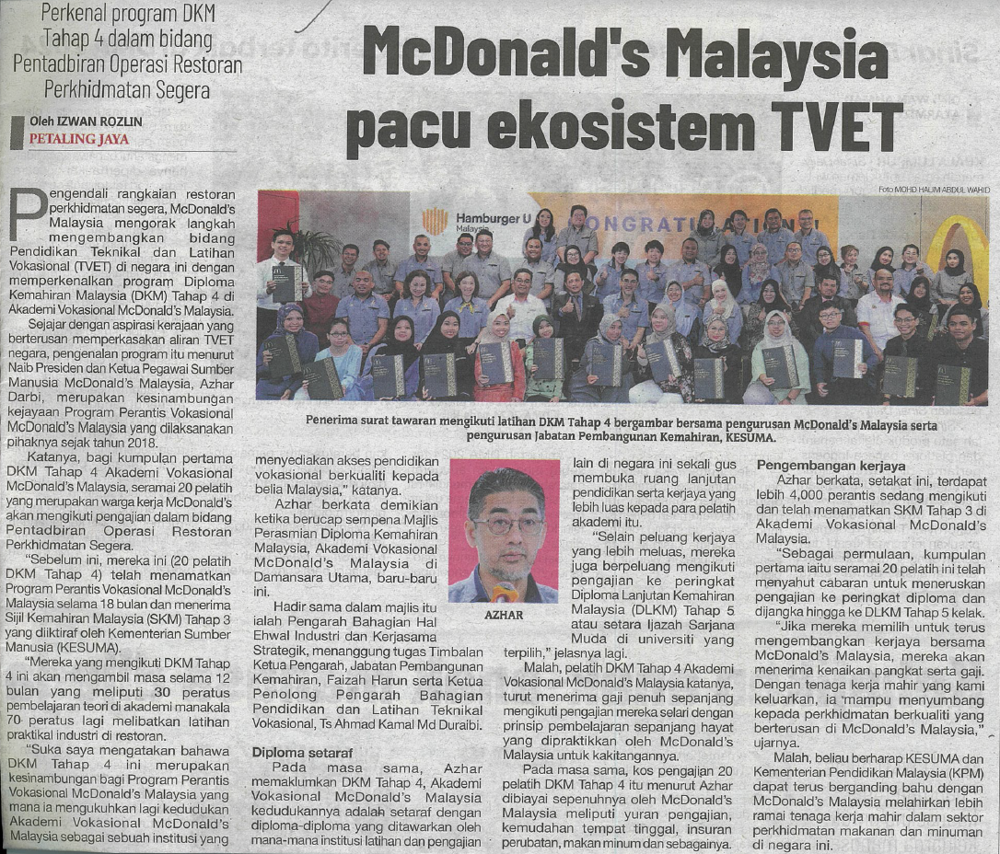 Perkenal program DKM
Tahap 4 dalam bidang
Pentadbiran Operasi Restoran
Perkhidmatan Segera
Oleh IZWAN ROZLIN
PETALING JAYA
McDonald's Malaysia
pacu ekosistem TVET
Foto MOHD HALIM ABDUL WAHID
Hamburger U
Malaysia
CONGRATULATIONS!
Penerima surat tawaran mengikuti latihan DKM Tahap 4 bergambar bersama pengurusan McDonald's Malaysia serta
pengurusan Jabatan Pembangunan Kemahiran, KESUMA.
Pengendali rangkaian restoran
perkhidmatan segera, McDonald's
Malaysia mengorak langkah
mengembangkan bidang
Pendidikan Teknikal dan Latihan
Vokasional (TVET) di negara ini dengan
memperkenalkan program Diploma
Kemahiran Malaysia (DKM) Tahap 4 di
Akademi Vokasional McDonald's Malaysia.
Sejajar dengan aspirasi kerajaan yang
berterusan memperkasakan aliran TVET
negara, pengenalan program itu menurut
Naib Presiden dan Ketua Pegawai Sumber
Manusia McDonald's Malaysia, Azhar
Darbi, merupakan kesinambungan
kejayaan Program Perantis Vokasional
McDonald's Malaysia yang dilaksanakan
pihaknya sejak tahun 2018.
Katanya, bagi kumpulan pertama
DKM Tahap 4 Akademi Vokasional
McDonald's Malaysia, seramai 20 pelatih
yang merupakan warga kerja McDonald's
akan mengikuti pengajian dalam bidang
Pentadbiran Operasi Restoran
Perkhidmatan Segera.
"Sebelum ini, mereka ini (20 pelatih
DKM Tahap 4) telah menamatkan
Program Perantis Vokasional McDonald's
Malaysia selama 18 bulan dan menerima
Sijil Kemahiran Malaysia (SKM) Tahap 3
yang diiktiraf oleh Kementerian Sumber
Manusia (KESUMA).
"Mereka yang mengikuti DKM Tahap
4 ini akan mengambil masa selama 12
bulan yang meliputi 30 peratus
pembelajaran teori di akademi manakala
70 peratus lagi melibatkan latihan
praktikal industri di restoran.
"Suka saya mengatakan bahawa
DKM Tahap 4 ini merupakan
kesinambungan bagi Program Perantis
Vokasional McDonald's Malaysia yang
mana ia mengukuhkan lagi kedudukan
Akademi Vokasional McDonald's
Malaysia sebagai sebuah institusi yang
menyediakan akses pendidikan
vokasional berkualiti kepada
belia Malaysia," katanya.
Azhar berkata demikian
ketika berucap sempena Majlis
Perasmian Diploma Kemahiran
Malaysia, Akademi Vokasional
McDonald's Malaysia di
Damansara Utama, baru-baru
ini.
Hadir sama dalam majlis itu
ialah Pengarah Bahagian Hal
Ehwal Industri dan Kerjasama
Strategik, menanggung tugas Timbalan
Ketua Pengarah, Jabatan Pembangunan
Kemahiran, Faizah Harun serta Ketua
Penolong Pengarah Bahagian
Pendidikan dan Latihan Teknikal
Vokasional, Ts Ahmad Kamal Md Duraibi.
Diploma setaraf
Pada masa sama, Azhar
memaklumkan DKM Tahap 4, Akademi
Vokasional McDonald's Malaysia
kedudukannya adalah setaraf dengan
diploma-diploma yang ditawarkan oleh
mana-mana institusi latihan dan pengajian
AZHAR
lain di negara ini sekali gus
membuka ruang lanjutan
pendidikan serta kerjaya yang
lebih luas kepada para pelatih
akademi itu.
"Selain peluang kerjaya
yang lebih meluas, mereka
juga berpeluang mengikuti
pengajian ke peringkat
Diploma Lanjutan Kemahiran
Malaysia (DLKM) Tahap 5
atau setara Ijazah Sarjana
Muda di universiti yang
terpilih," jelasnya lagi.
Malah, pelatih DKM Tahap 4 Akademi
Vokasional McDonald's Malaysia katanya,
turut menerima gaji penuh sepanjang
mengikuti pengajian mereka selari dengan
prinsip pembelajaran sepanjang hayat
yang dipraktikkan oleh McDonald's
Malaysia untuk kakitangannya.
Pada masa sama, kos pengajian 20
pelatih DKM Tahap 4 itu menurut Azhar
dibiayai sepenuhnya oleh McDonald's
Malaysia meliputi yuran pengajian,
kemudahan tempat tinggal, insuran
perubatan, makan minum dan sebagainya.
Pengembangan kerjaya
Azhar berkata, setakat ini, terdapat
lebih 4,000 perantis sedang mengikuti
dan telah menamatkan SKM Tahap 3 di
Akademi Vokasional McDonald's
Malaysia.
"Sebagai permulaan, kumpulan
pertama iaitu seramai 20 pelatih ini telah
menyahut cabaran untuk meneruskan
pengajian ke peringkat diploma dan
dijangka hingga ke DLKM Tahap 5 kelak.
"Jika mereka memilih untuk terus
mengembangkan kerjaya bersama
McDonald's Malaysia, mereka akan
menerima kenaikan pangkat serta gaji.
Dengan tenaga kerja mahir yang kami
keluarkan, ia mampu menyumbang
kepada perkhidmatan berkualiti yang
berterusan di McDonald's Malaysia,"
ujarnya.
Malah, beliau berharap KESUMA dan
Kementerian Pendidikan Malaysia (KPM)
dapat terus berganding bahu dengan
McDonald's Malaysia melahirkan lebih
ramai tenaga kerja mahir dalam sektor
perkhidmatan makanan dan minuman
di negara ini.